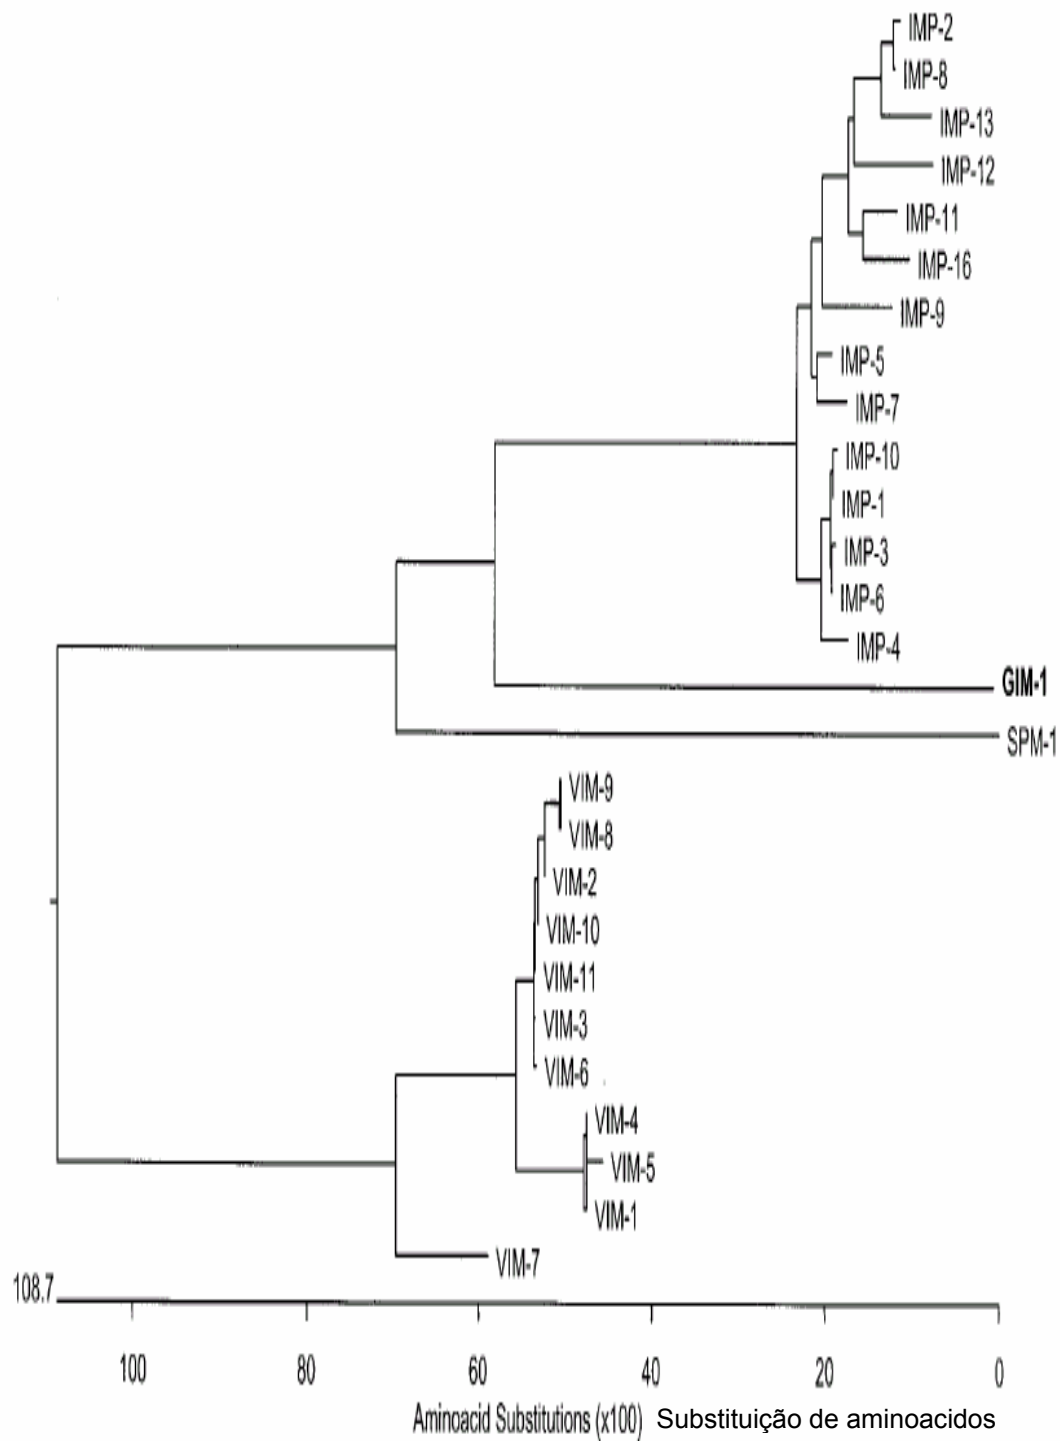 IMP-2
IMP-8
IMP-13
IMP-12
IMP-11
IMP-16
IMP-9
IMP-5
IMP-7
IMP-10
IMP-1
IMP-3
IMP-6
IMP-4
GIM-1
SPM-1
VIM-9
VIM-8
VIM-2
VIM-10
VIM-11
VIM-3
VIM-6
VIM-4
VIM-5
VIM-1
VIM-7
108.7
100 80 60 40 20 0
Aminoacid Substitutions (x100) Substituição de aminoacidos